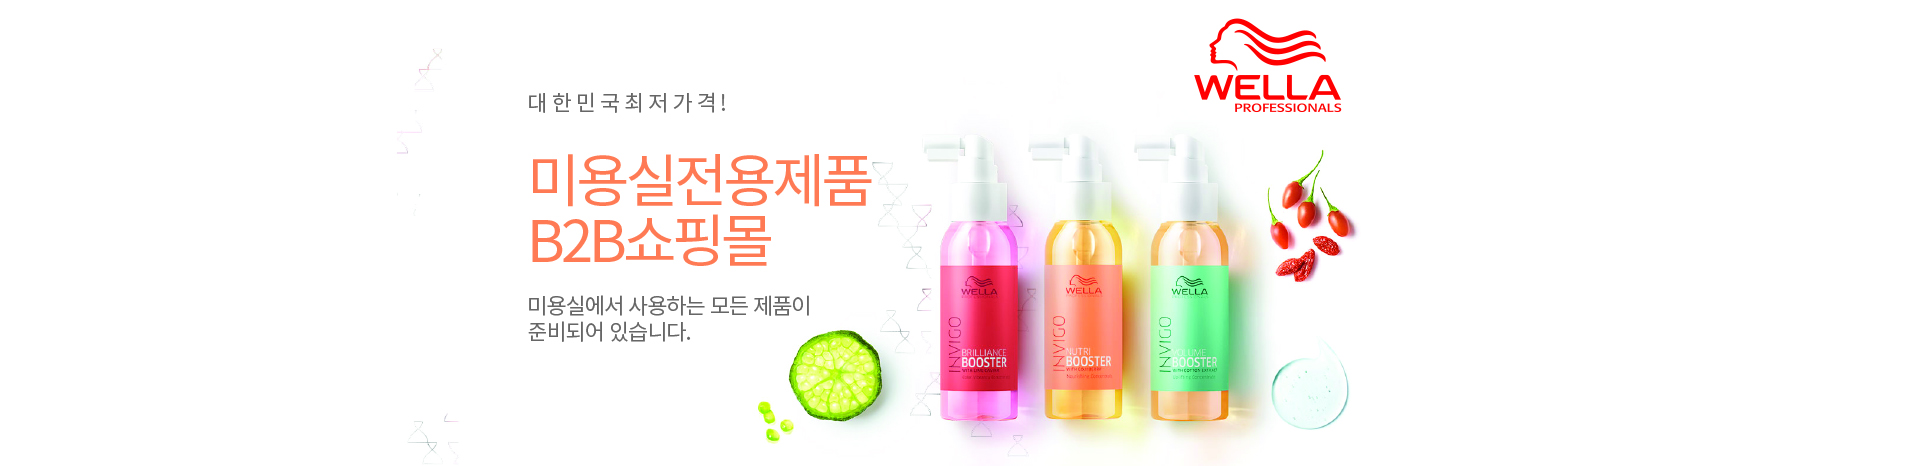 WELLA
PROFESSIONALS
대한민국최저가격!
미용실전용제품
B2B쇼핑몰
미용실에서 사용하는 모든 제품이
준비되어 있습니다.
WELLA
INVIGO
BRILLIANCE
BOOSTER
WELLA
INVIGO
NUTRI
BOOSTER
WELLA
INVIGO
VOLUME
BOOSTER
WITH COTTON EXTRACT